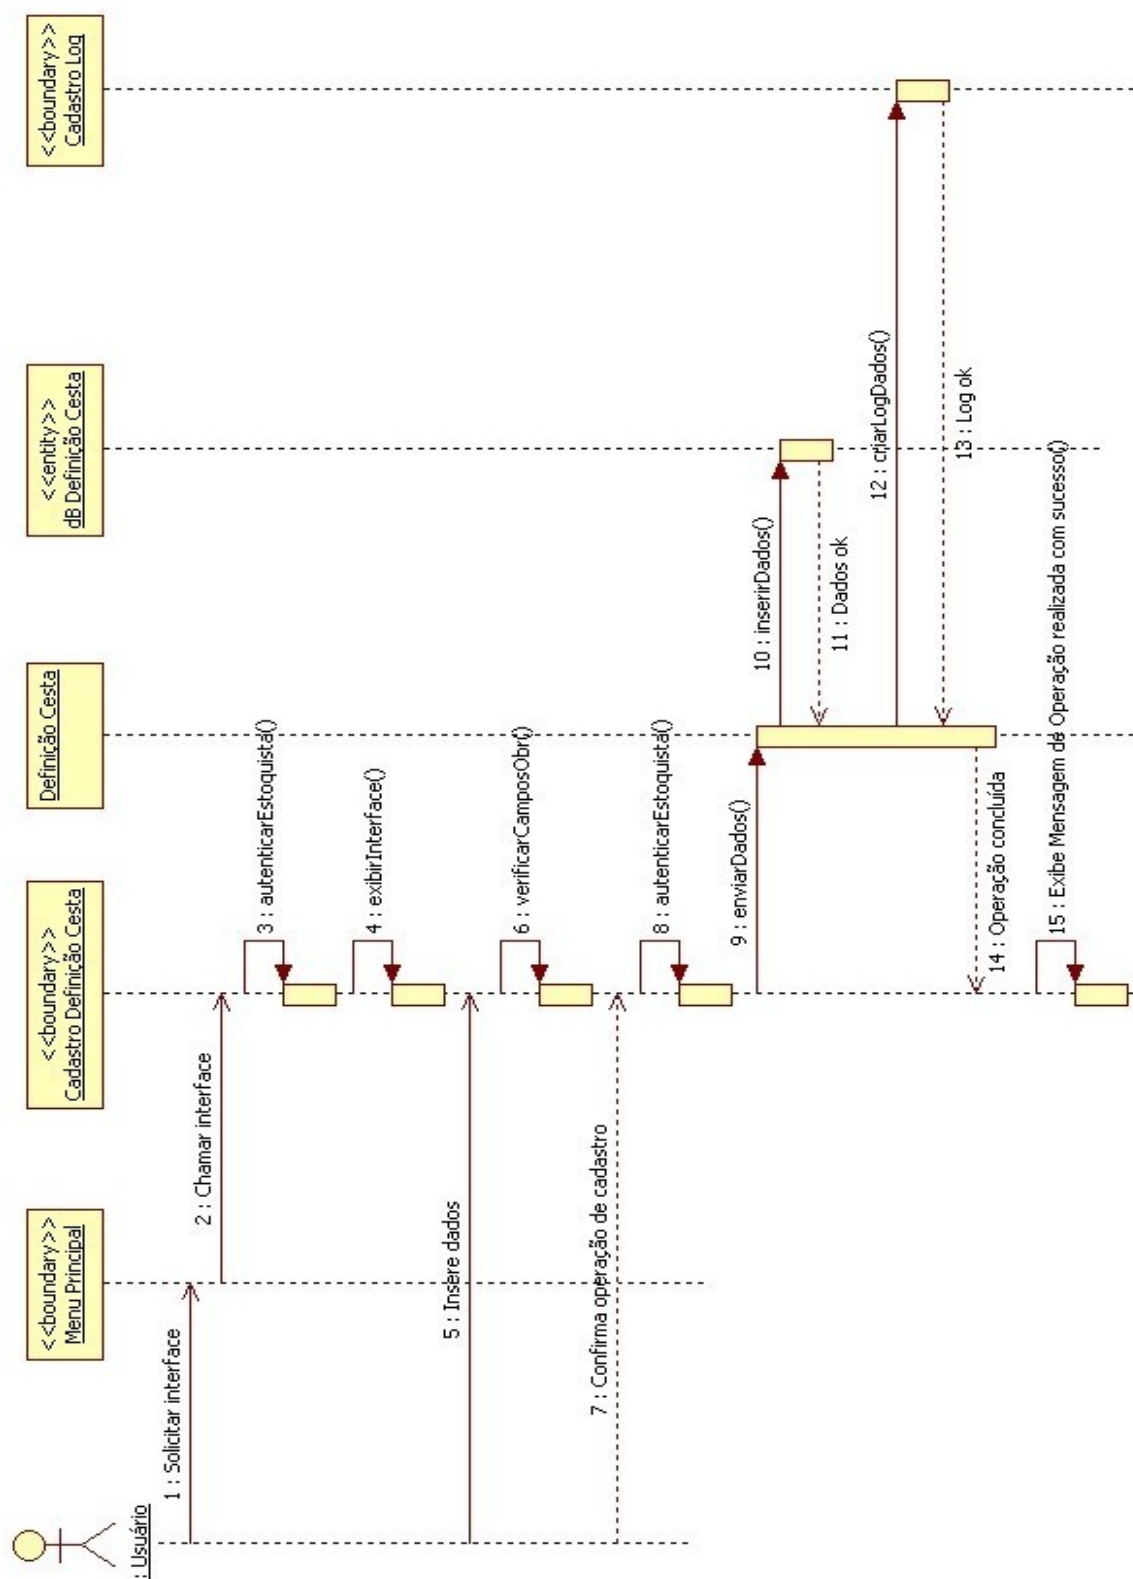 : Usuário
<<boundary>>
Menu Principal
<<boundary>>
Cadastro Definição Cesta
Definição Cesta
<<entity>>
dB Definição Cesta
<<boundary>>
Cadastro Log
1 : Solicitar interface
2 : Chamar interface
3 : autenticarEstoquista()
4 : exibirInterface()
5 : Insere dados
6 : verificarCamposObr()
7 : Confirma operação de cadastro
8 : autenticarEstoquista()
9 : enviarDados()
10 : inserirDados()
11 : Dados ok
12 : criarLogDados()
13 : Log ok
14 : Operação concluída
15 : Exibe Mensagem de Operação realizada com sucesso()